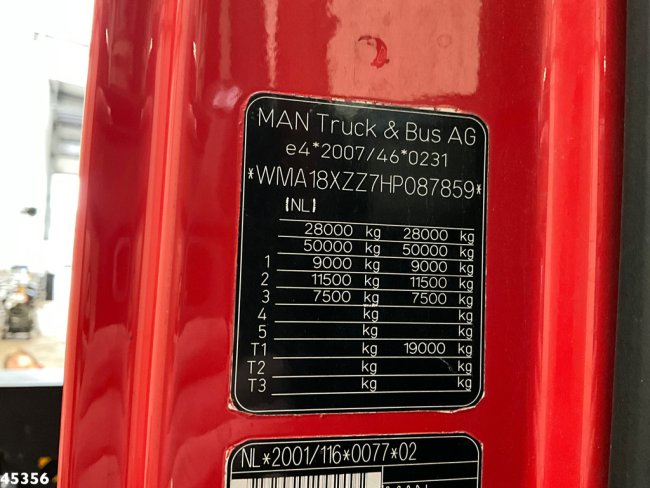 MAN Truck & Bus AG
e4*2007/46*0231
*WMA18XZZ7HP087859*
[NL]
28000 kg 28000 kg
50000 kg 50000 kg
1 9000 kg 9000 kg
2 11500 kg 11500 kg
3 7500 kg 7500 kg
4 kg kg
5 kg kg
T1 kg 19000 kg
T2 kg kg
T3 kg kg
NL*2001/116*0077*02
45356